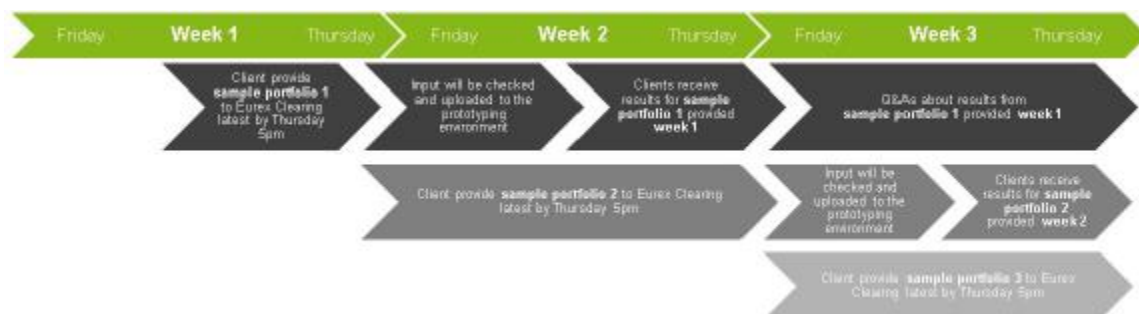 Friday Week 1 Thursday Friday Week 2 Thursday Friday Week 3 Thursday
Client provide
sample portfolio 1
to Eurex Clearing
latest by Thursday
5pm
Input will be checked
and uploaded to the
prototyping
environment
Clients receive
results for sample
portfolio 1 provided
week 1
Q&As about results from
sample portfolio 1 provided week 1
Client provide sample portfolio 2 to Eurex Clearing
latest by Thursday 5pm
Input will be
checked and
uploaded to the
prototyping
environment
Clients receive
results for sample
portfolio 2
provided week 2
Client provide sample portfolio 3 to Eurex
Clearing latest by Thursday 5pm